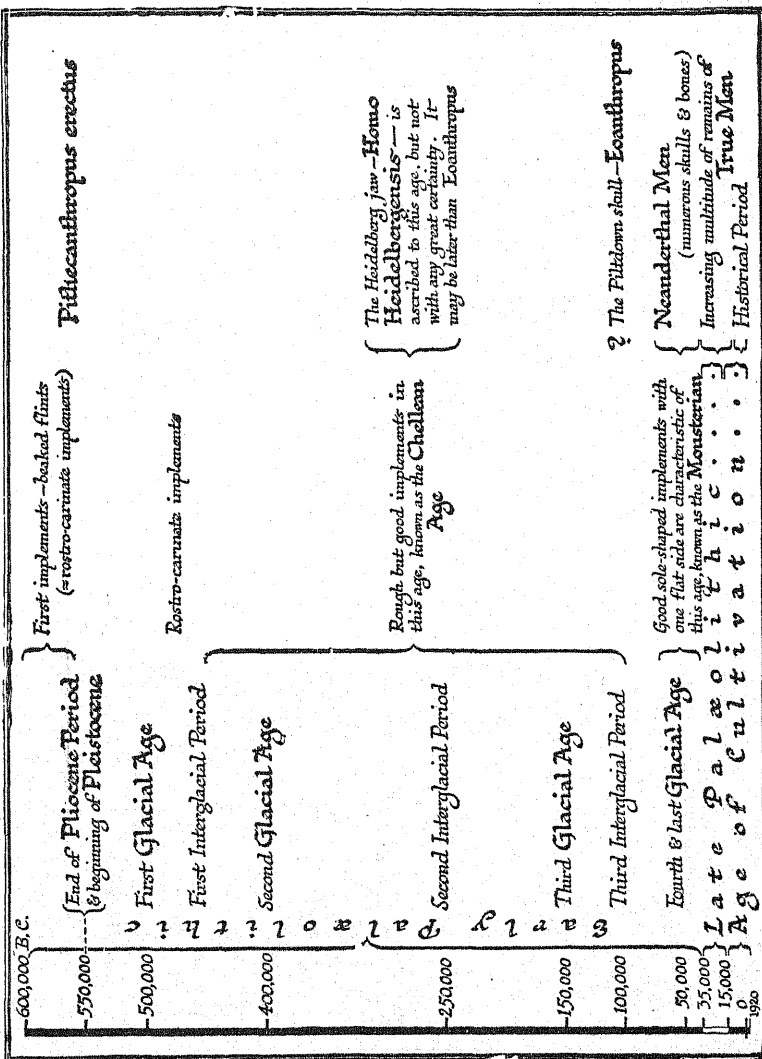 600,000 B.C.
550,000
500,000
400,000
250,000
150,000
100,000
50,000
35,000
15,000
0
1920
Early Palæolithic
Late Palæolithic . . . .
Age of Cultivation . . . .
End of Pliocene Period
& beginning of Pleistocene
First Glacial Age
First Interglacial Period
Second Glacial Age
Second Interglacial Period
Third Glacial Age
Third Interglacial Period
Fourth & last Glacial Age
First implements–beaked flints
(=rostro-carinate implements)
Rostro-carinate implements
Rough but good implements in
this age, known as the Chellean
Age
Good sole-shaped implements with
one flat side are characteristic of
this age, known as the Mousterian
Pithecanthropus erectus
The Heidelberg jaw–Homo
Heidelbergensis—is
ascribed to this age, but not
with any great certainty. It
may be later than Eoanthropus
? The Piltdown skull–Eoanthropus
Neanderthal Men
(numerous skulls & bones)
Increasing multitude of remains of
True Men
Historical Period